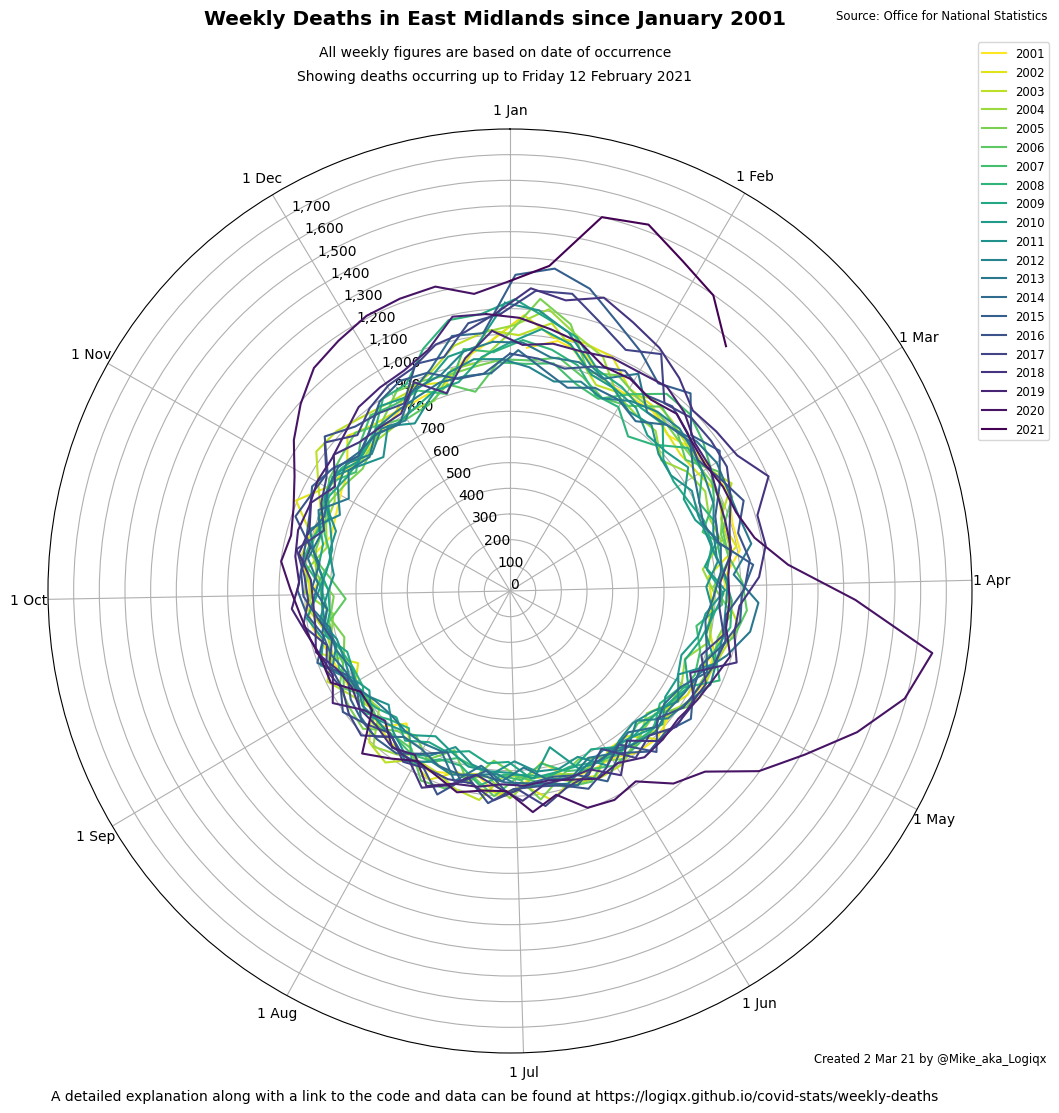 Weekly Deaths in East Midlands since January 2001
Source: Office for National Statistics
All weekly figures are based on date of occurrence
Showing deaths occurring up to Friday 12 February 2021
1 Jan
1 Feb
1 Mar
1 Apr
1 May
1 Jun
1 Jul
1 Aug
1 Sep
1 Oct
1 Nov
1 Dec
1,700
1,600
1,500
1,400
1,300
1,200
1,100
1,000
900
800
700
600
500
400
300
200
100
0
2001
2002
2003
2004
2005
2006
2007
2008
2009
2010
2011
2012
2013
2014
2015
2016
2017
2018
2019
2020
2021
Created 2 Mar 21 by @Mike_aka_Logiqx
A detailed explanation along with a link to the code and data can be found at https://logiqx.github.io/covid-stats/weekly-deaths